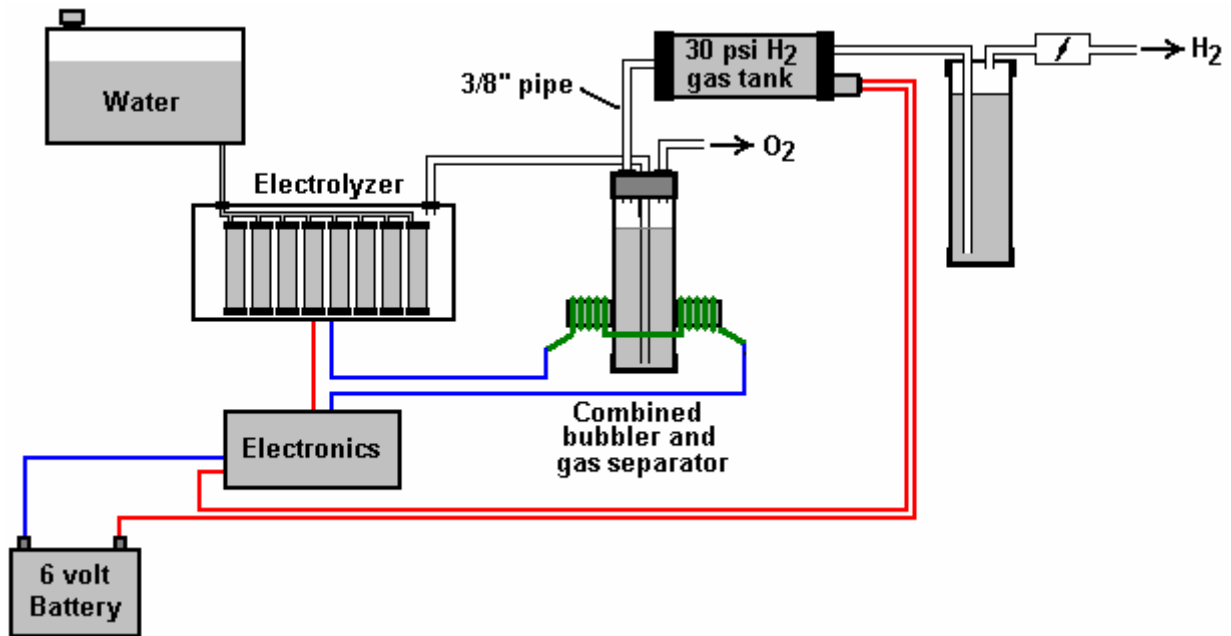 30 psi H2
gas tank
H2
3/8" pipe
Water
O2
Electrolyzer
Combined
bubbler and
gas separator
Electronics
6 volt
Battery